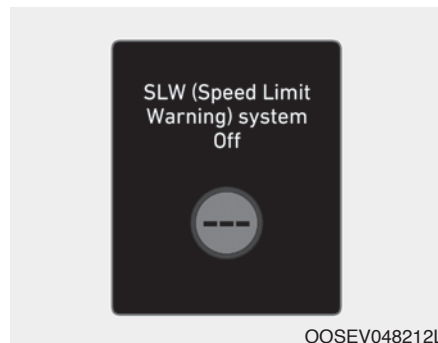 SLW (Speed Limit
Warning) system
Off
---
OOSEV048212L